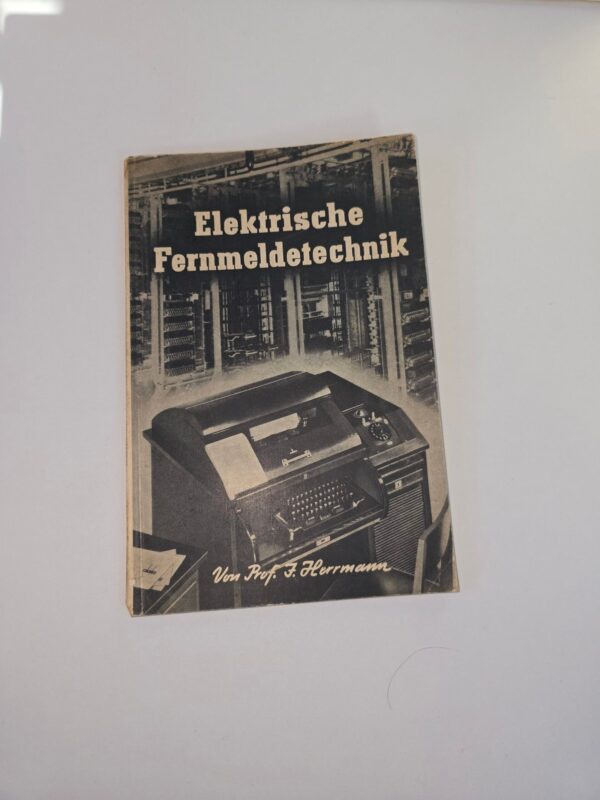 Elektrische
Fernmeldetechnik
Von Prof. F. Herrmann